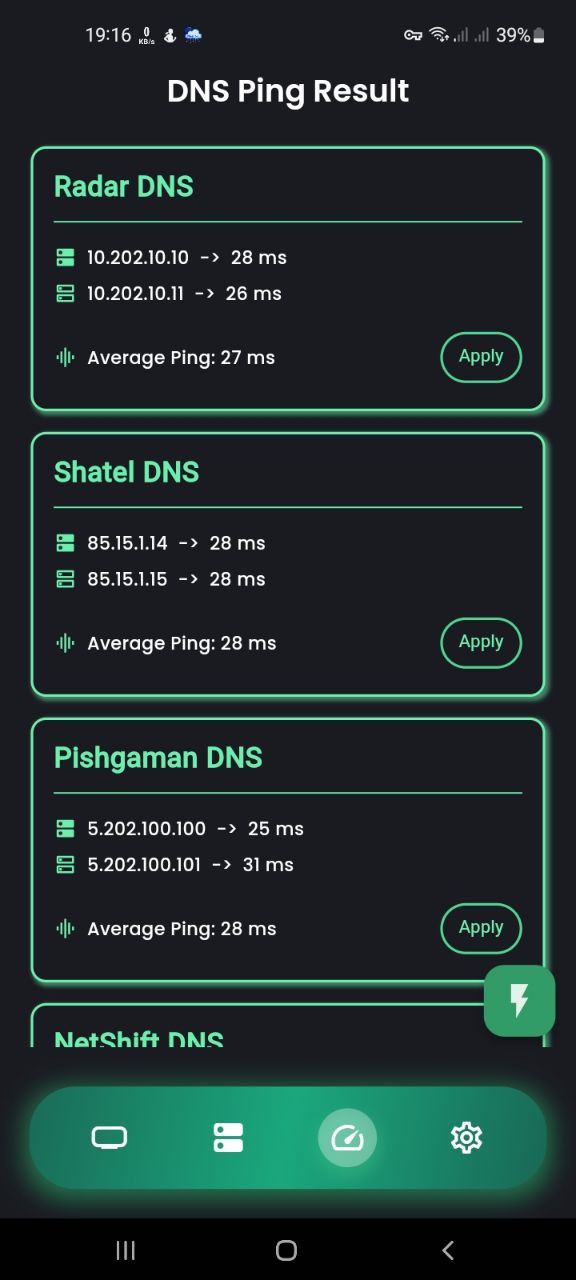 19:16 0 KB/s 39%
DNS Ping Result
Radar DNS
10.202.10.10 -> 28 ms
10.202.10.11 -> 26 ms
Average Ping: 27 ms Apply
Shatel DNS
85.15.1.14 -> 28 ms
85.15.1.15 -> 28 ms
Average Ping: 28 ms Apply
Pishgaman DNS
5.202.100.100 -> 25 ms
5.202.100.101 -> 31 ms
Average Ping: 28 ms Apply
NetShift DNS